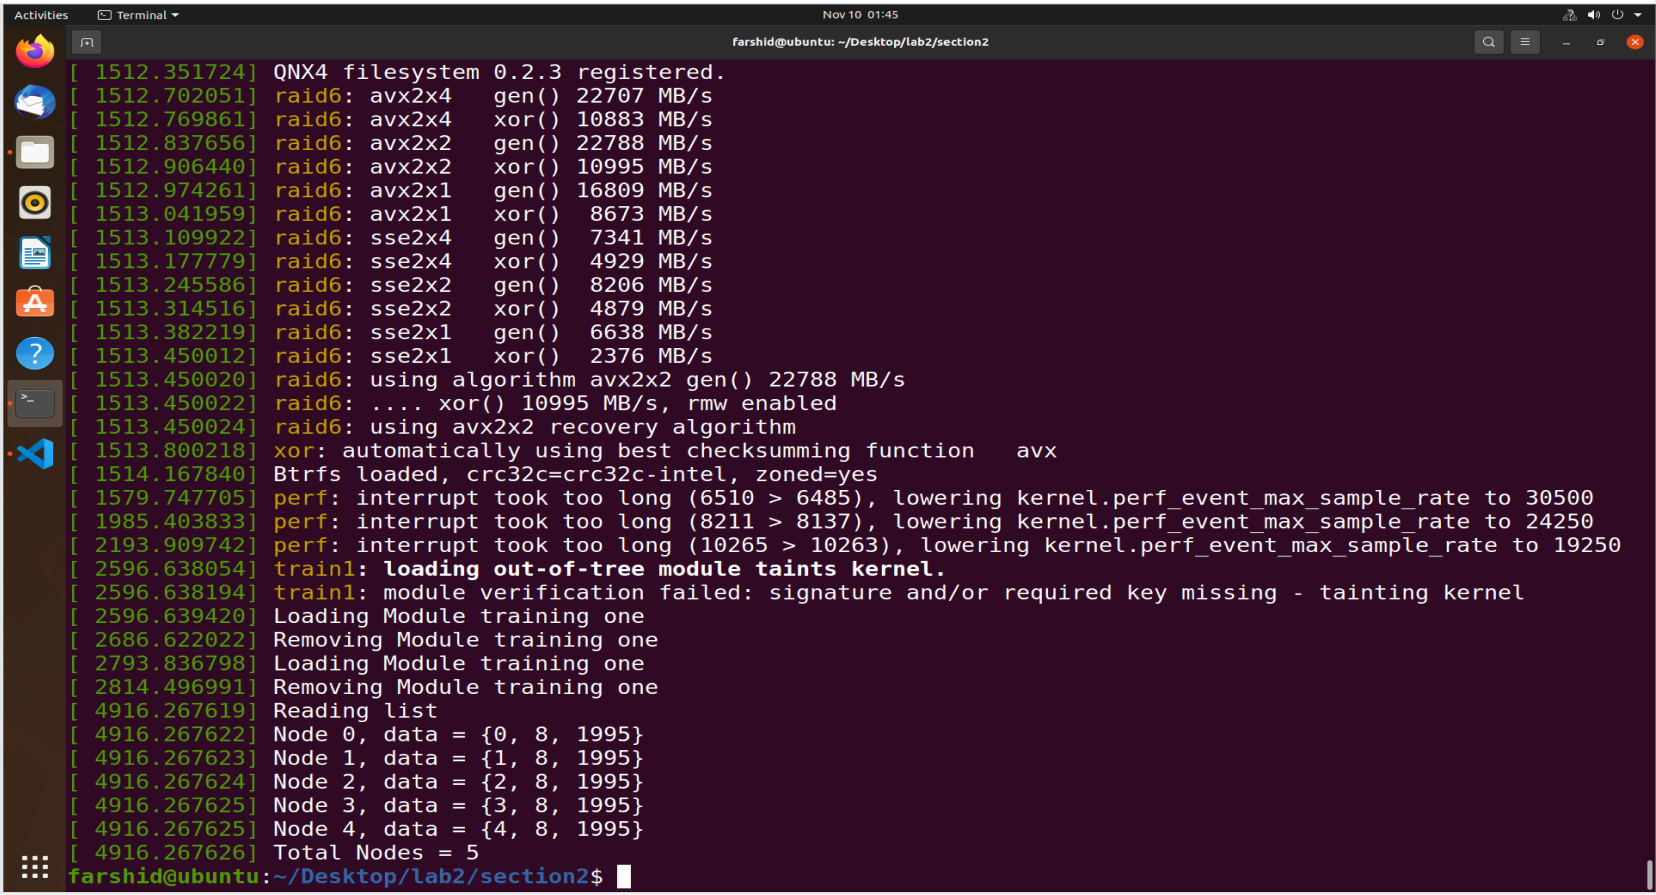 Activities Terminal Nov 10 01:45
farshid@ubuntu: ~/Desktop/lab2/section2
[ 1512.351724] QNX4 filesystem 0.2.3 registered.
[ 1512.702051] raid6: avx2x4   gen() 22707 MB/s
[ 1512.769861] raid6: avx2x4   xor() 10883 MB/s
[ 1512.837656] raid6: avx2x2   gen() 22788 MB/s
[ 1512.906440] raid6: avx2x2   xor() 10995 MB/s
[ 1512.974261] raid6: avx2x1   gen() 16809 MB/s
[ 1513.041959] raid6: avx2x1   xor()  8673 MB/s
[ 1513.109922] raid6: sse2x4   gen()  7341 MB/s
[ 1513.177779] raid6: sse2x4   xor()  4929 MB/s
[ 1513.245586] raid6: sse2x2   gen()  8206 MB/s
[ 1513.314516] raid6: sse2x2   xor()  4879 MB/s
[ 1513.382219] raid6: sse2x1   gen()  6638 MB/s
[ 1513.450012] raid6: sse2x1   xor()  2376 MB/s
[ 1513.450020] raid6: using algorithm avx2x2 gen() 22788 MB/s
[ 1513.450022] raid6: .... xor() 10995 MB/s, rmw enabled
[ 1513.450024] raid6: using avx2x2 recovery algorithm
[ 1513.800218] xor: automatically using best checksumming function   avx
[ 1514.167840] Btrfs loaded, crc32c=crc32c-intel, zoned=yes
[ 1579.747705] perf: interrupt took too long (6510 > 6485), lowering kernel.perf_event_max_sample_rate to 30500
[ 1985.403833] perf: interrupt took too long (8211 > 8137), lowering kernel.perf_event_max_sample_rate to 24250
[ 2193.909742] perf: interrupt took too long (10265 > 10263), lowering kernel.perf_event_max_sample_rate to 19250
[ 2596.638054] train1: loading out-of-tree module taints kernel.
[ 2596.638194] train1: module verification failed: signature and/or required key missing - tainting kernel
[ 2596.639420] Loading Module training one
[ 2686.622022] Removing Module training one
[ 2793.836798] Loading Module training one
[ 2814.496991] Removing Module training one
[ 4916.267619] Reading list
[ 4916.267622] Node 0, data = {0, 8, 1995}
[ 4916.267623] Node 1, data = {1, 8, 1995}
[ 4916.267624] Node 2, data = {2, 8, 1995}
[ 4916.267625] Node 3, data = {3, 8, 1995}
[ 4916.267625] Node 4, data = {4, 8, 1995}
[ 4916.267626] Total Nodes = 5
farshid@ubuntu:~/Desktop/lab2/section2$